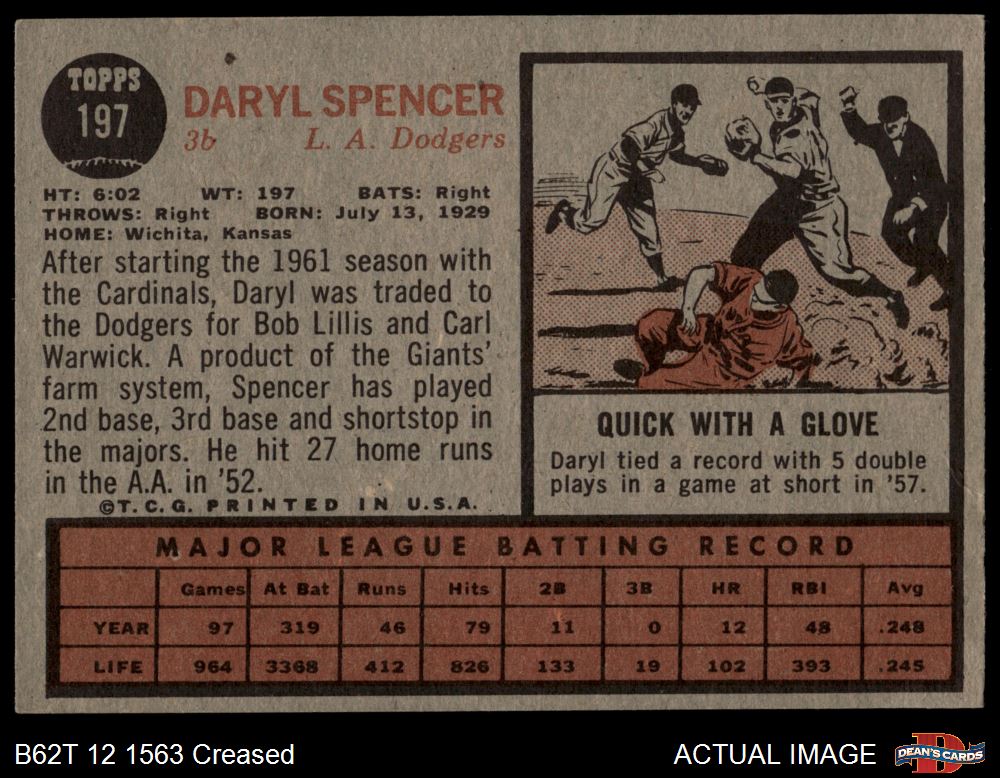 TOPPS
197
DARYL SPENCER
3b L. A. Dodgers
HT: 6:02 WT: 197 BATS: Right
THROWS: Right BORN: July 13, 1929
HOME: Wichita, Kansas
After starting the 1961 season with
the Cardinals, Daryl was traded to
the Dodgers for Bob Lillis and Carl
Warwick. A product of the Giants'
farm system, Spencer has played
2nd base, 3rd base and shortstop in
the majors. He hit 27 home runs
in the A.A. in '52.
©T.C.G. PRINTED IN U.S.A.
QUICK WITH A GLOVE
Daryl tied a record with 5 double
plays in a game at short in '57.
MAJOR LEAGUE BATTING RECORD
Games At Bat Runs Hits 2B 3B HR RBI Avg
YEAR 97 319 46 79 11 0 12 48 .248
LIFE 964 3368 412 826 133 19 102 393 .245
B62T 12 1563 Creased
ACTUAL IMAGE
DEAN'S CARDS